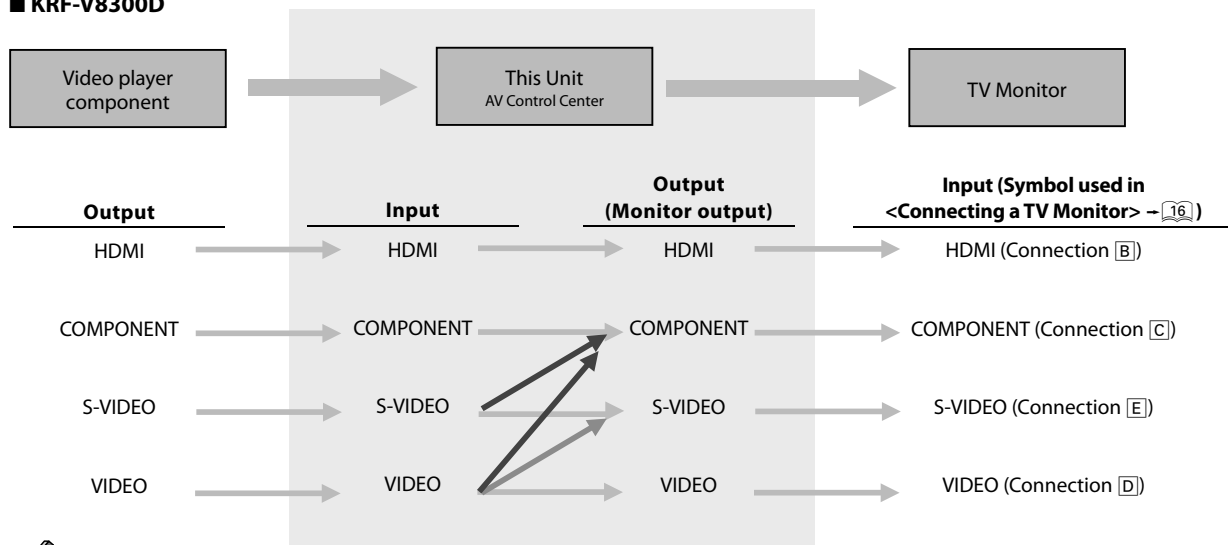 ■ KRF-V8300D
Video player
component
This Unit
AV Control Center
TV Monitor
Output
Input
Output
(Monitor output)
Input (Symbol used in
<Connecting a TV Monitor> →16)
HDMI
HDMI
HDMI
HDMI (Connection B)
COMPONENT
COMPONENT
COMPONENT
COMPONENT (Connection C)
S-VIDEO
S-VIDEO
S-VIDEO
S-VIDEO (Connection E)
VIDEO
VIDEO
VIDEO
VIDEO (Connection D)